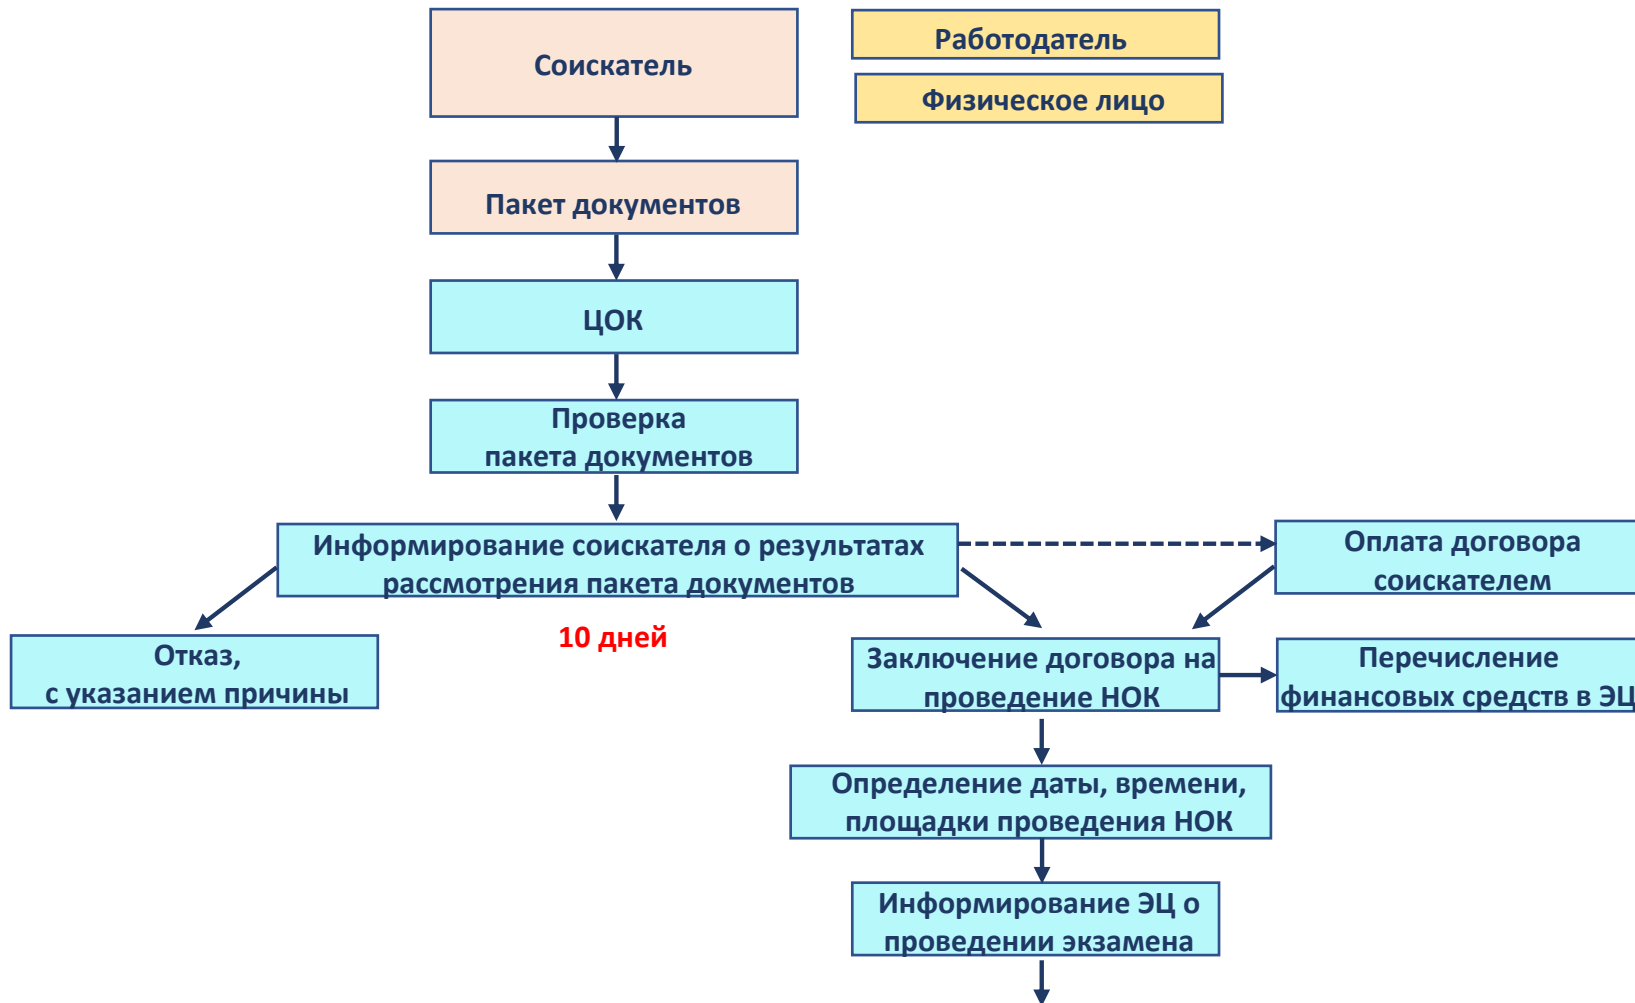 Соискатель
Работодатель
Физическое лицо
Пакет документов
ЦОК
Проверка
пакета документов
Информирование соискателя о результатах
рассмотрения пакета документов
Оплата договора
соискателем
10 дней
Отказ,
с указанием причины
Заключение договора на
проведение НОК
Перечисление
финансовых средств в ЭЦ
Определение даты, времени,
площадки проведения НОК
Информирование ЭЦ о
проведении экзамена